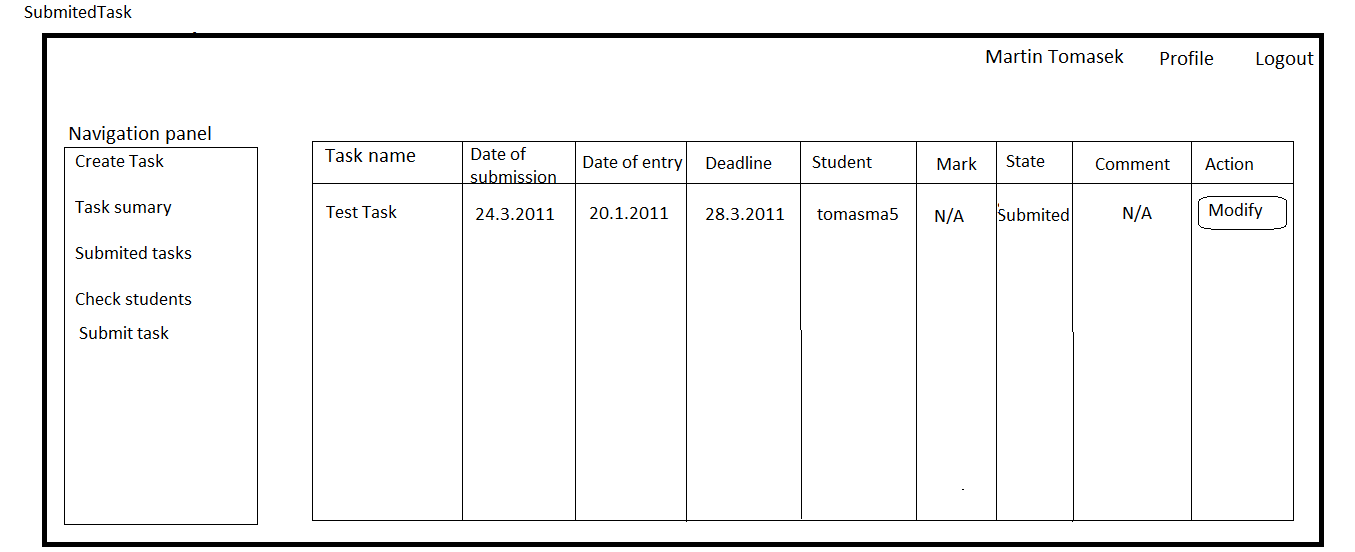 SubmitedTask
Martin Tomasek Profile Logout
Navigation panel
Create Task
Task sumary
Submited tasks
Check students
Submit task
Task name Date of submission Date of entry Deadline Student Mark State Comment Action
Test Task 24.3.2011 20.1.2011 28.3.2011 tomasma5 N/A Submited N/A Modify